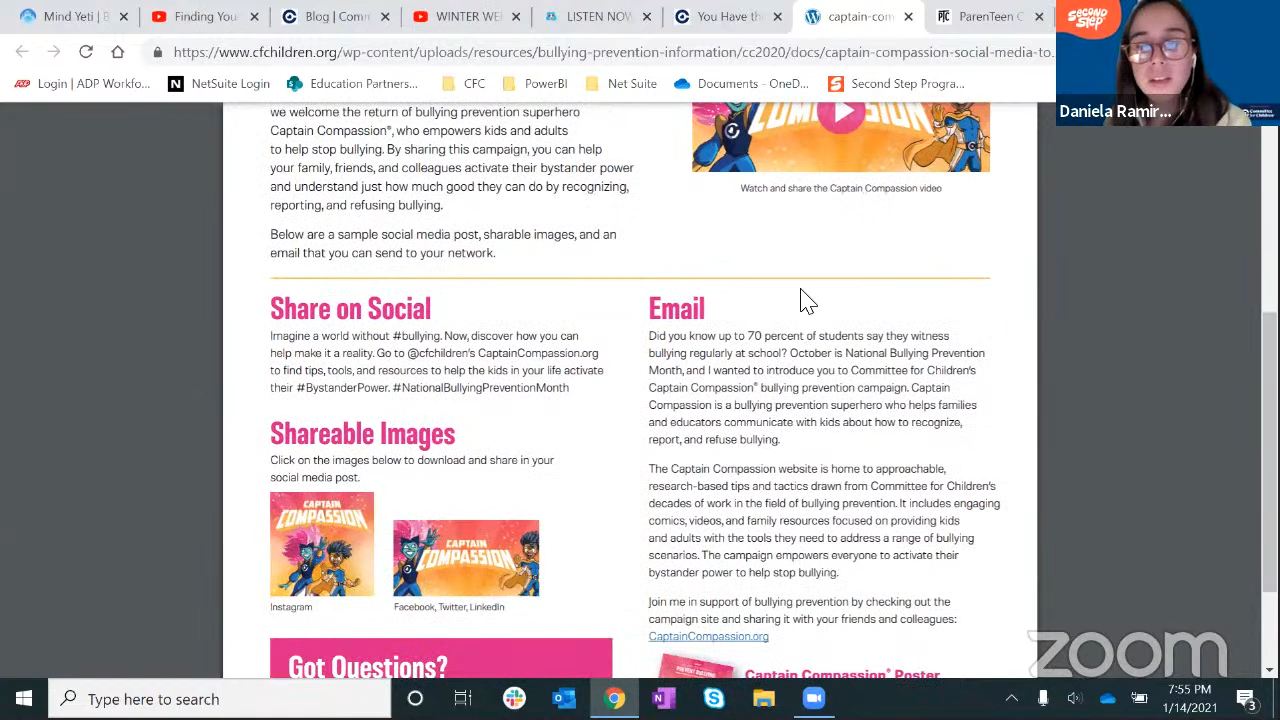 Mind Yeti | B
Finding Your
Blog | Com
WINTER WE
LISTEN NOW
You Have th
captain-com
ParenTeen C
https://www.cfchildren.org/wp-content/uploads/resources/bullying-prevention-information/cc2020/docs/captain-compassion-social-media-to...
Login | ADP Workfo...
NetSuite Login
Education Partners...
CFC
PowerBI
Net Suite
Documents - OneD...
Second Step Progra...
SECOND STEP
Daniela Ramir...
we welcome the return of bullying prevention superhero
Captain Compassion®, who empowers kids and adults
to help stop bullying. By sharing this campaign, you can help
your family, friends, and colleagues activate their bystander power
and understand just how much good they can do by recognizing,
reporting, and refusing bullying.
Below are a sample social media post, sharable images, and an
email that you can send to your network.
Watch and share the Captain Compassion video
Share on Social
Imagine a world without #bullying. Now, discover how you can
help make it a reality. Go to @cfchildren's CaptainCompassion.org
to find tips, tools, and resources to help the kids in your life activate
their #BystanderPower. #NationalBullyingPreventionMonth
Shareable Images
Click on the images below to download and share in your
social media post.
CAPTAIN
COMPASSION
CAPTAIN
COMPASSION
Instagram
Facebook, Twitter, LinkedIn
Got Questions?
Email
Did you know up to 70 percent of students say they witness
bullying regularly at school? October is National Bullying Prevention
Month, and I wanted to introduce you to Committee for Children's
Captain Compassion® bullying prevention campaign. Captain
Compassion is a bullying prevention superhero who helps families
and educators communicate with kids about how to recognize,
report, and refuse bullying.
The Captain Compassion website is home to approachable,
research-based tips and tactics drawn from Committee for Children's
decades of work in the field of bullying prevention. It includes engaging
comics, videos, and family resources focused on providing kids
and adults with the tools they need to address a range of bullying
scenarios. The campaign empowers everyone to activate their
bystander power to help stop bullying.
Join me in support of bullying prevention by checking out the
campaign site and sharing it with your friends and colleagues:
CaptainCompassion.org
Captain Compassion® Poster
zoom
Type here to search
7:55 PM
1/14/2021
3